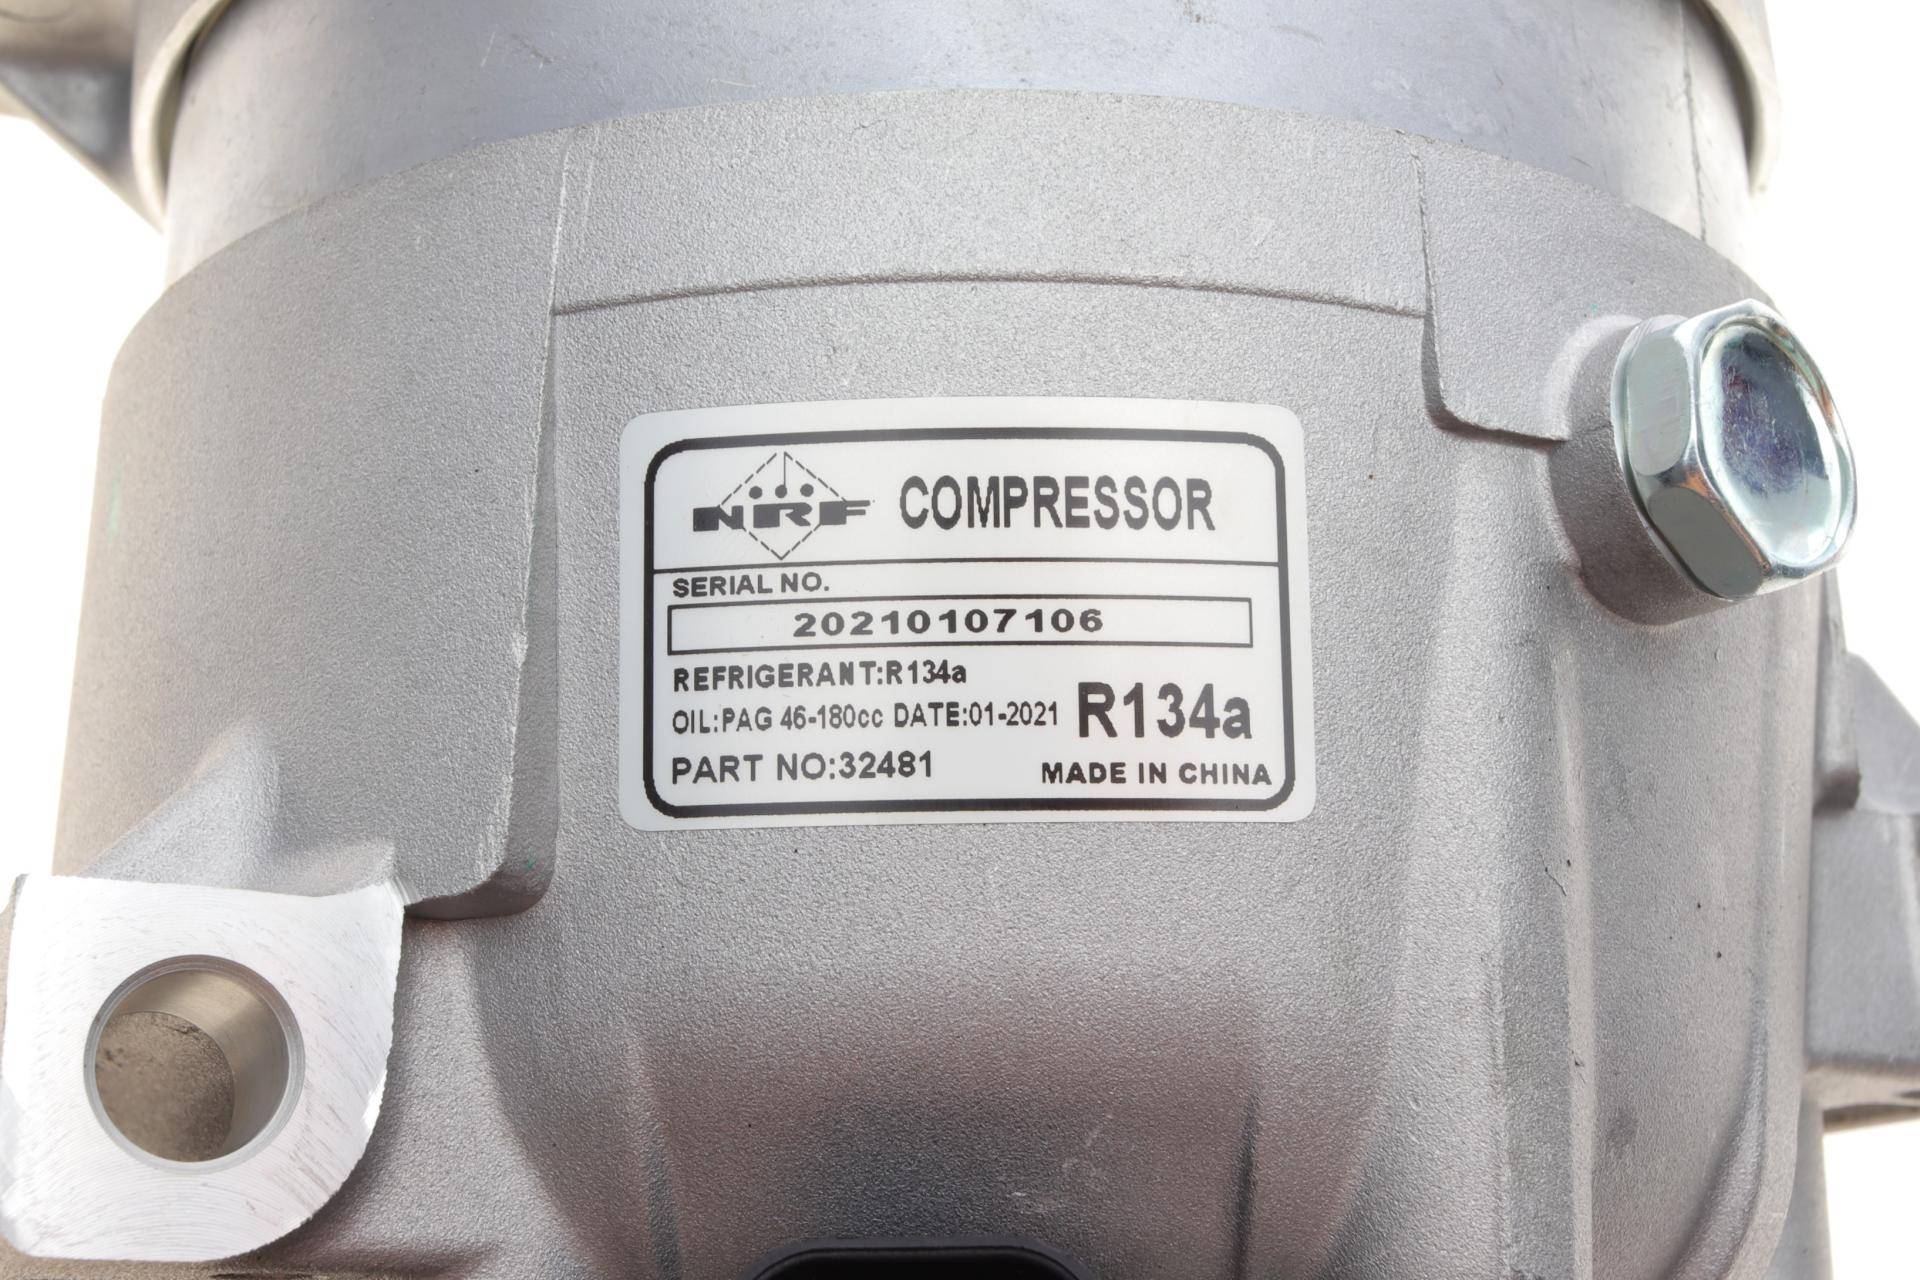 NRF COMPRESSOR
SERIAL NO.
20210107106
REFRIGERANT:R134a
OIL:PAG 46-180cc DATE:01-2021 R134a
PART NO:32481 MADE IN CHINA